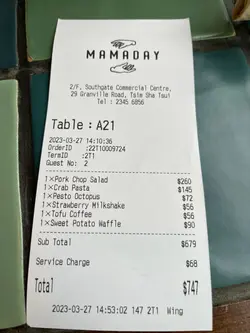 MAMADAY
2/F, Southgate Commercial Centre,
29 Granville Road, Tsim Sha Tsui
Tel : 2345 6856
Table : A21
2023-03-27 14:10:36
OrderID :22T10009724
TermID :2T1
Guest No: 2
1×Pork Chop Salad $260
1×Crab Pasta $145
1×Pesto Octopus $72
1×Strawberry Milkshake $56
1×Tofu Coffee $56
1×Sweet Potato Waffle $90
Sub Total $679
Service Charge $68
Total $747
2023-03-27 14:53:02 147 2T1 Wing